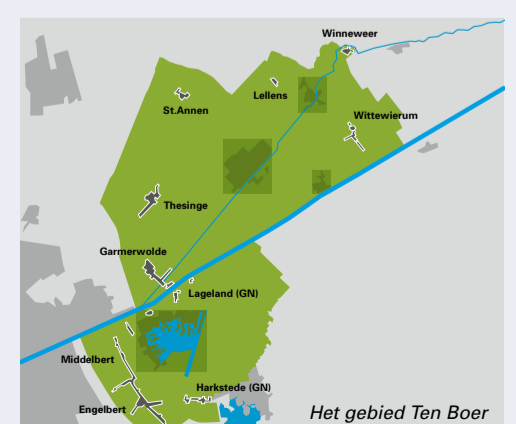 Winneweer
Lellens
St.Annen
Wittewierum
Thesinge
Garmerwolde
Lageland (GN)
Middelbert
Harkstede (GN)
Engelbert
Het gebied Ten Boer